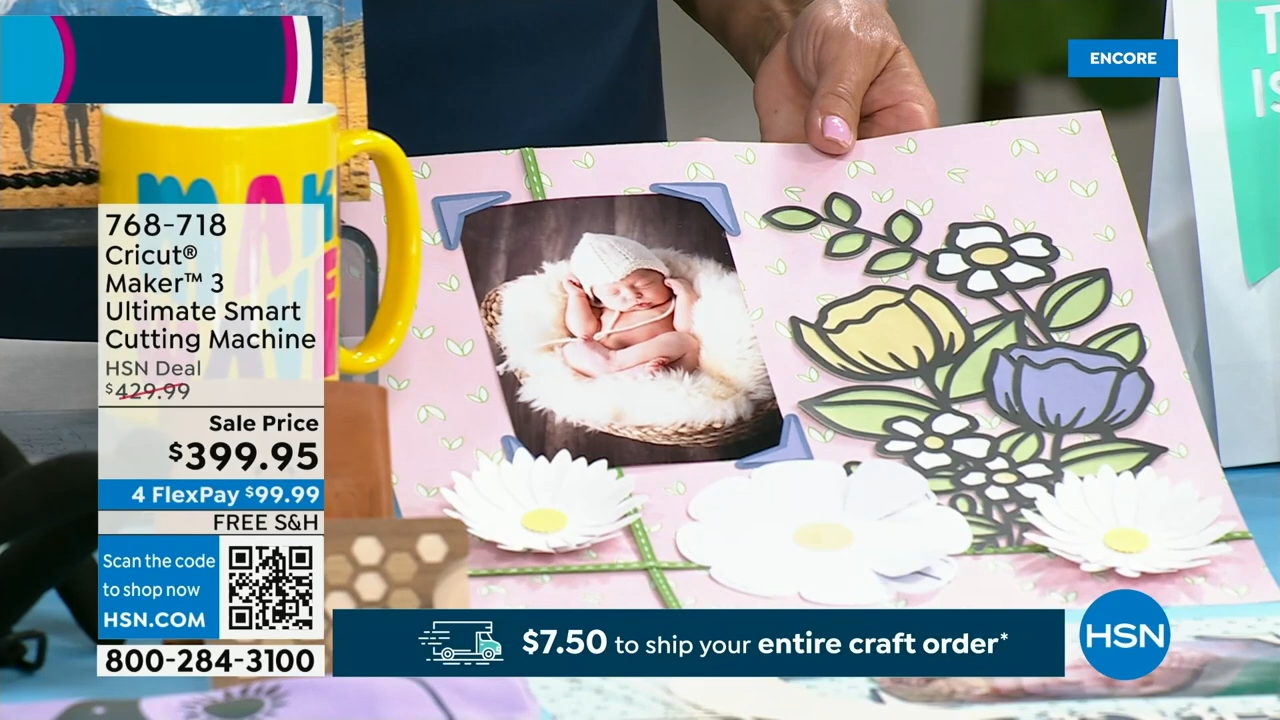 ENCORE
T
IS
MAK
E
768-718
Cricut®
Maker™ 3
Ultimate Smart
Cutting Machine
HSN Deal
$429.99
Sale Price
$399.95
4 FlexPay $99.99
FREE S&H
Scan the code
to shop now
HSN.COM
800-284-3100
$7.50 to ship your entire craft order*
HSN